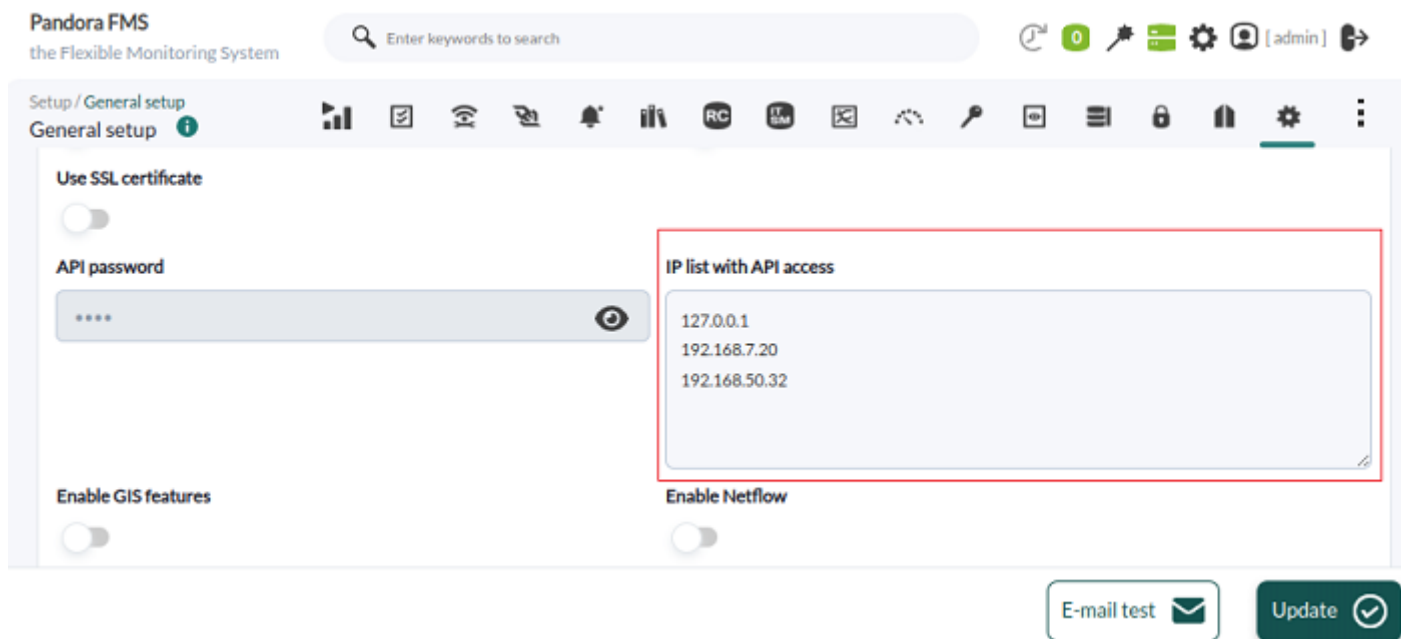 Pandora FMS
the Flexible Monitoring System
Enter keywords to search
0
[ admin ]
Setup / General setup
General setup
RC
IT
SM
Use SSL certificate
API password
••••
IP list with API access
127.0.0.1
192.168.7.20
192.168.50.32
Enable GIS features
Enable Netflow
E-mail test
Update